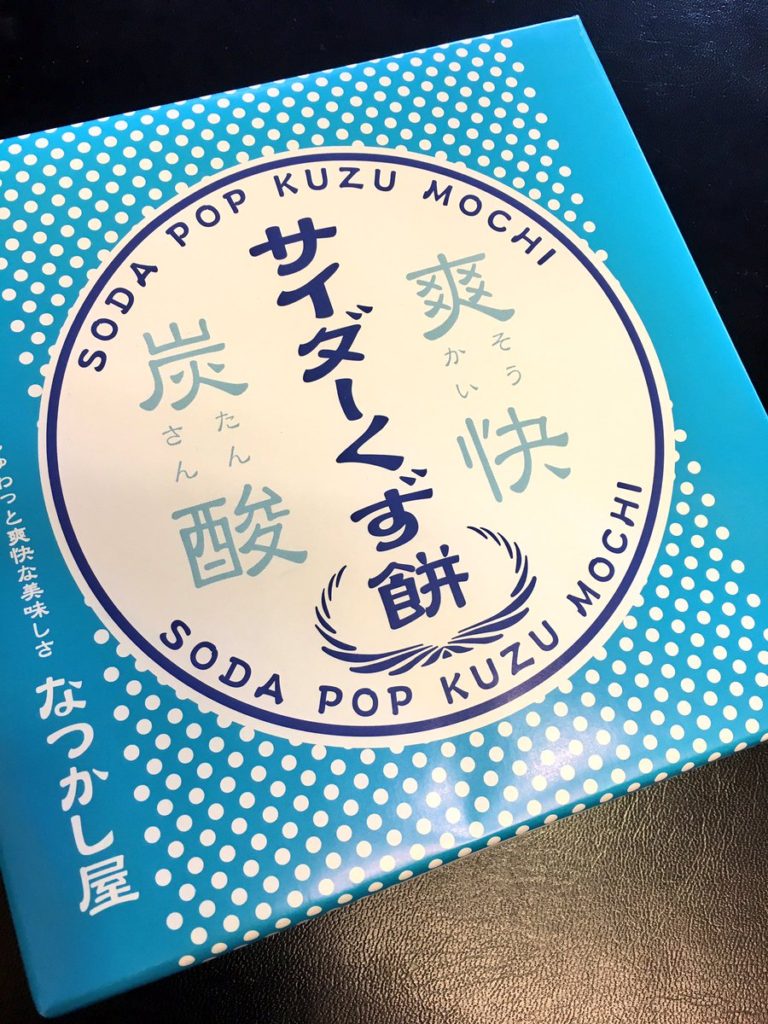 SODA POP KUZU MOCHI
爽快
そうかい
サイダーくず餅
炭酸
たんさん
SODA POP KUZU MOCHI
わっと爽快な美味しさ
なつかし屋